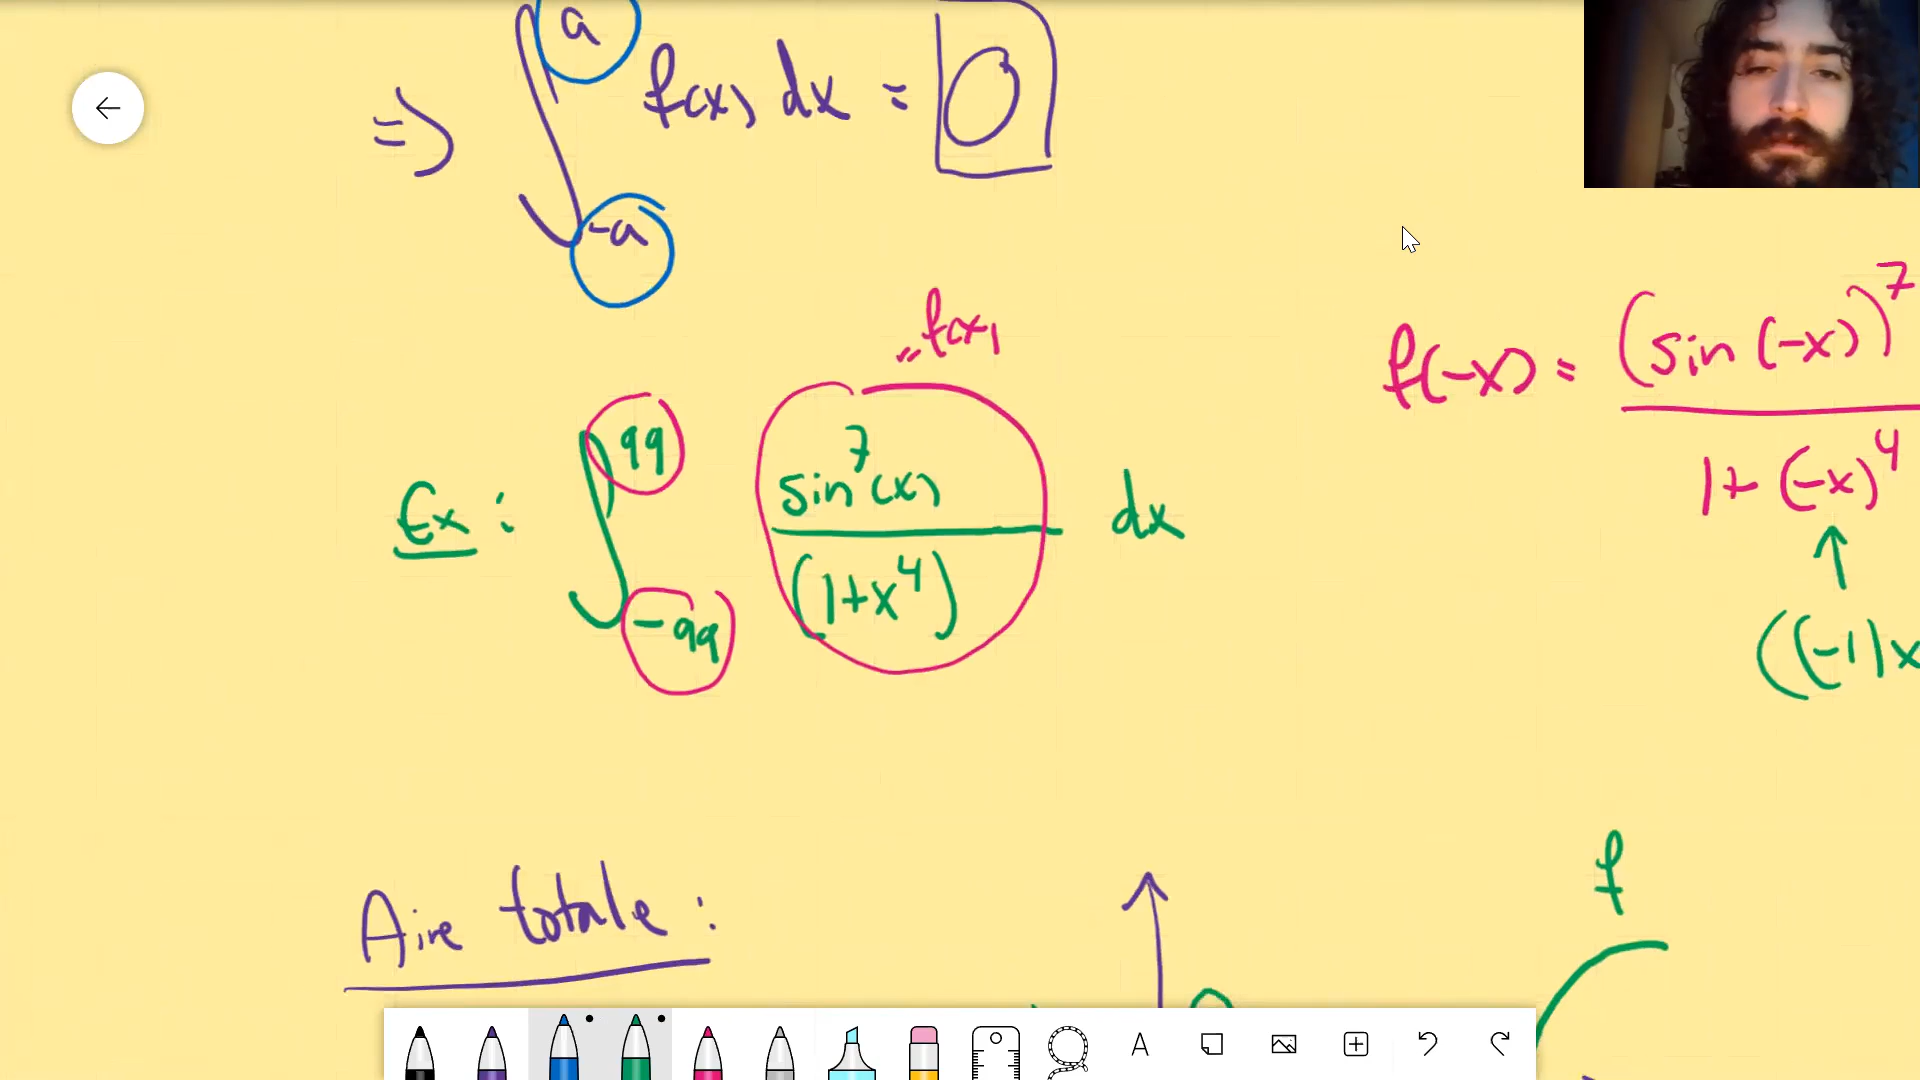 => ∫_{-a}^{a} f(x) dx = 0
= f(x)
Ex : ∫_{-99}^{99} sin^7(x) / (1+x^4) dx
f(-x) = (sin(-x))^7 / 1+(-x)^4
↑
((-1)x
Aire totale :
f
A